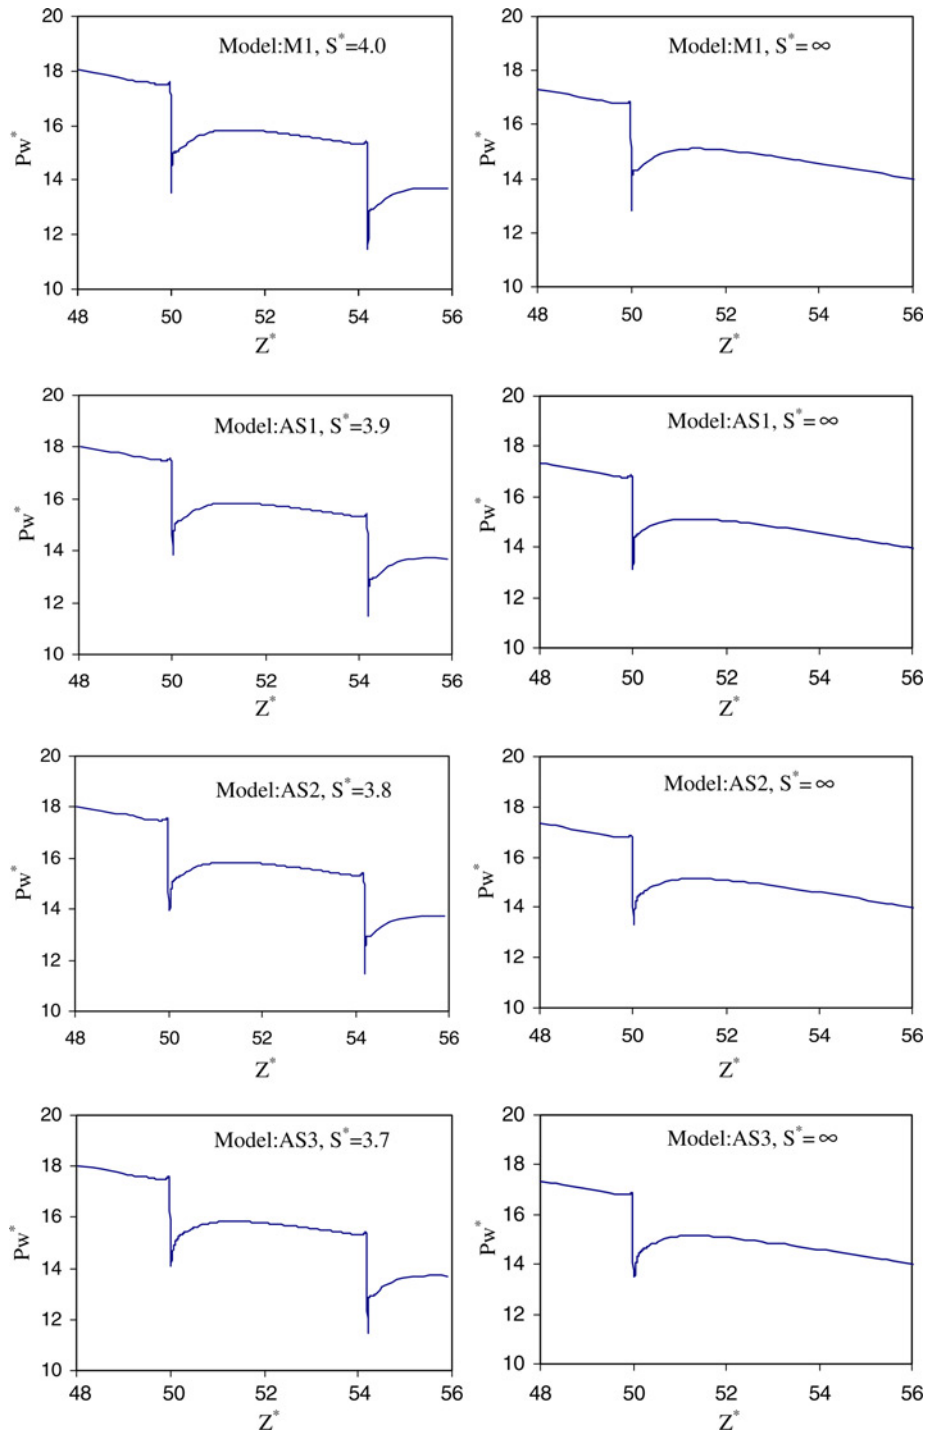 Model:M1, S*=4.0
Pw*
20
18
16
14
12
10
48 50 52 54 56
Z*
Model:M1, S*=∞
Pw*
20
18
16
14
12
10
48 50 52 54 56
Z*
Model:AS1, S*=3.9
Pw*
20
18
16
14
12
10
48 50 52 54 56
Z*
Model:AS1, S*=∞
Pw*
20
18
16
14
12
10
48 50 52 54 56
Z*
Model:AS2, S*=3.8
Pw*
20
18
16
14
12
10
48 50 52 54 56
Z*
Model:AS2, S*=∞
Pw*
20
18
16
14
12
10
48 50 52 54 56
Z*
Model:AS3, S*=3.7
Pw*
20
18
16
14
12
10
48 50 52 54 56
Z*
Model:AS3, S*=∞
Pw*
20
18
16
14
12
10
48 50 52 54 56
Z*